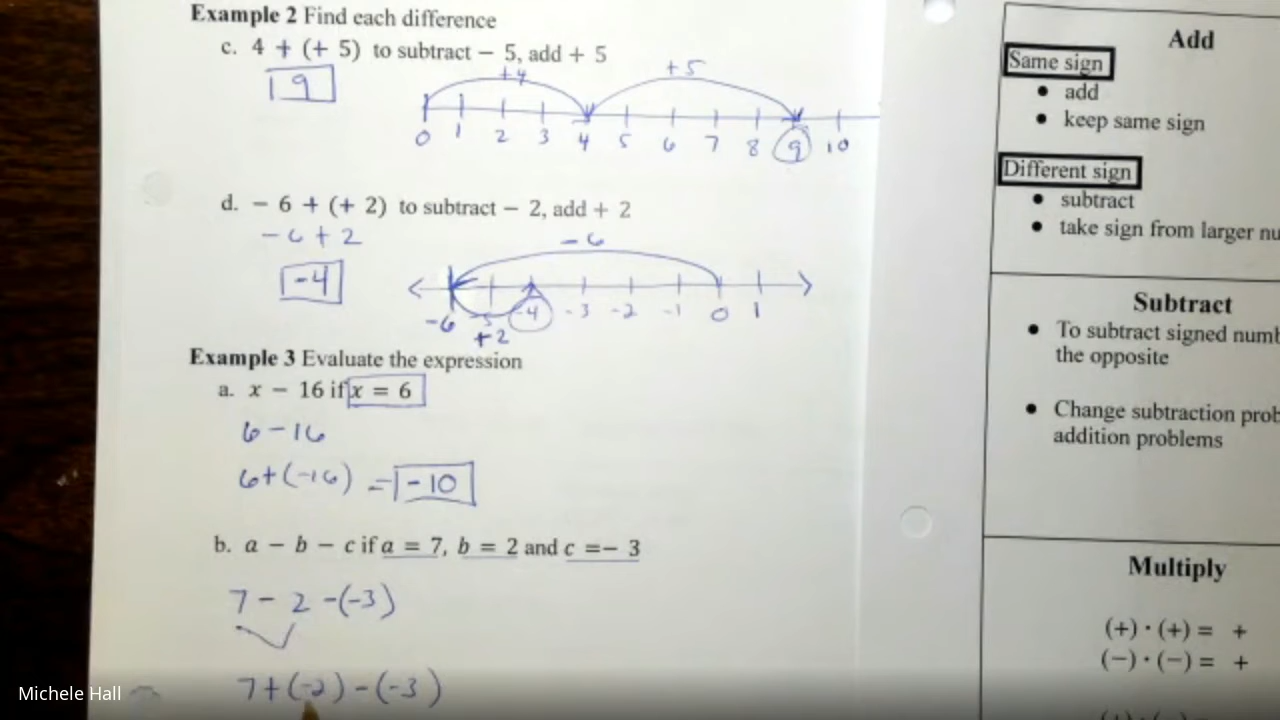 Example 2 Find each difference
c. 4 + (+ 5) to subtract − 5, add + 5
9
+4 +5
0 1 2 3 4 5 6 7 8 9 10
d. − 6 + (+ 2) to subtract − 2, add + 2
-6 + 2
-6
-4
-6 -5 -4 -3 -2 -1 0 1
+2
Example 3 Evaluate the expression
a. x − 16 if x = 6
6 - 16
6+(-16) = -10
b. a − b − c if a = 7, b = 2 and c =− 3
7 - 2 -(-3)
7+(-2)-(-3)
Michele Hall
Add
Same sign
• add
• keep same sign
Different sign
• subtract
• take sign from larger nu
Subtract
• To subtract signed numb
the opposite
• Change subtraction prob
addition problems
Multiply
(+) · (+) = +
(−) · (−) = +